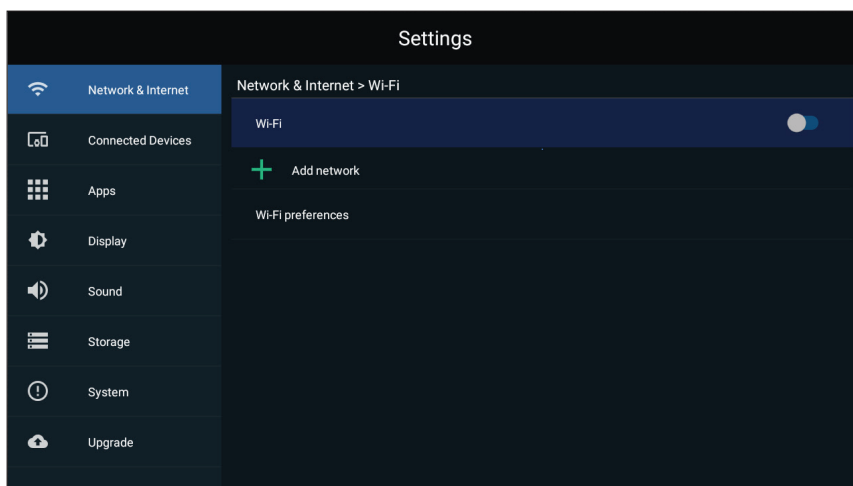 Settings
Network & Internet
Connected Devices
Apps
Display
Sound
Storage
System
Upgrade
Network & Internet > Wi-Fi
Wi-Fi
Add network
Wi-Fi preferences